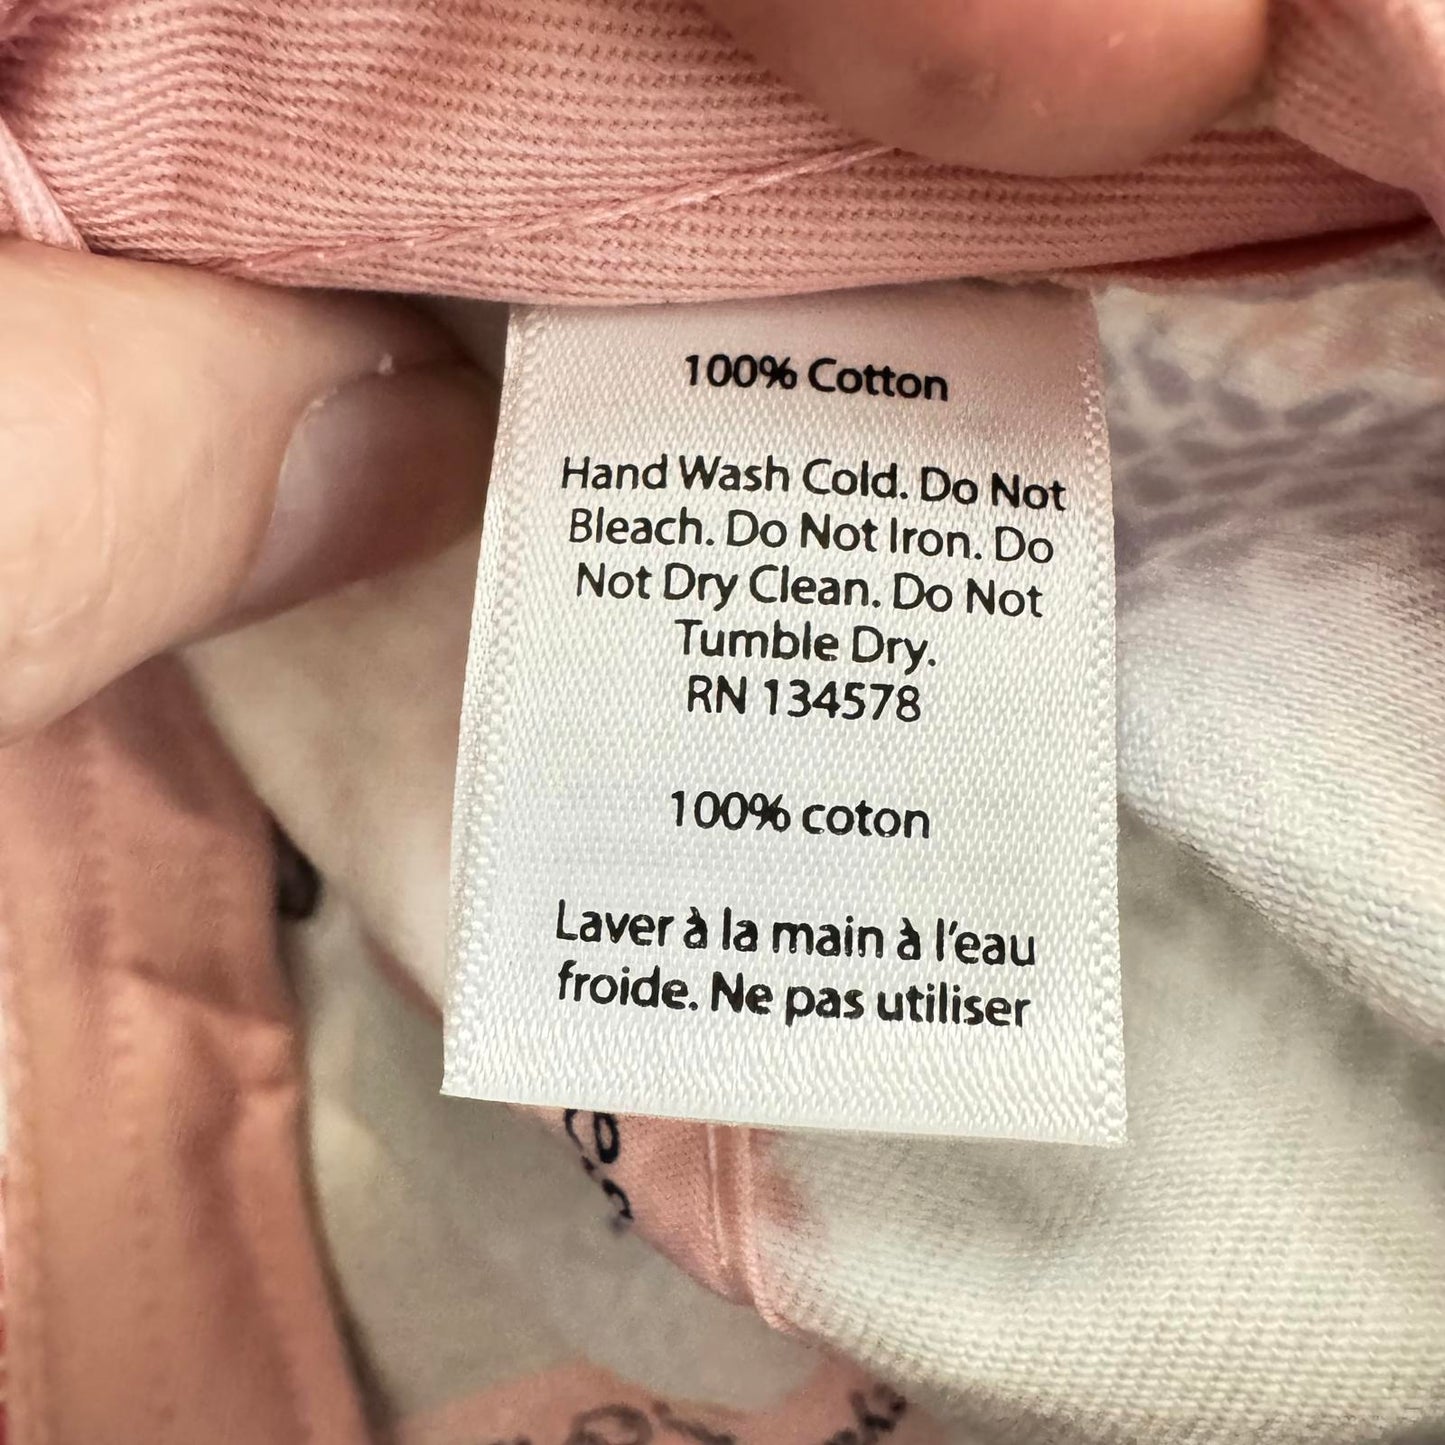 100% Cotton
Hand Wash Cold. Do Not
Bleach. Do Not Iron. Do
Not Dry Clean. Do Not
Tumble Dry.
RN 134578
100% coton
Laver à la main à l'eau
froide. Ne pas utiliser